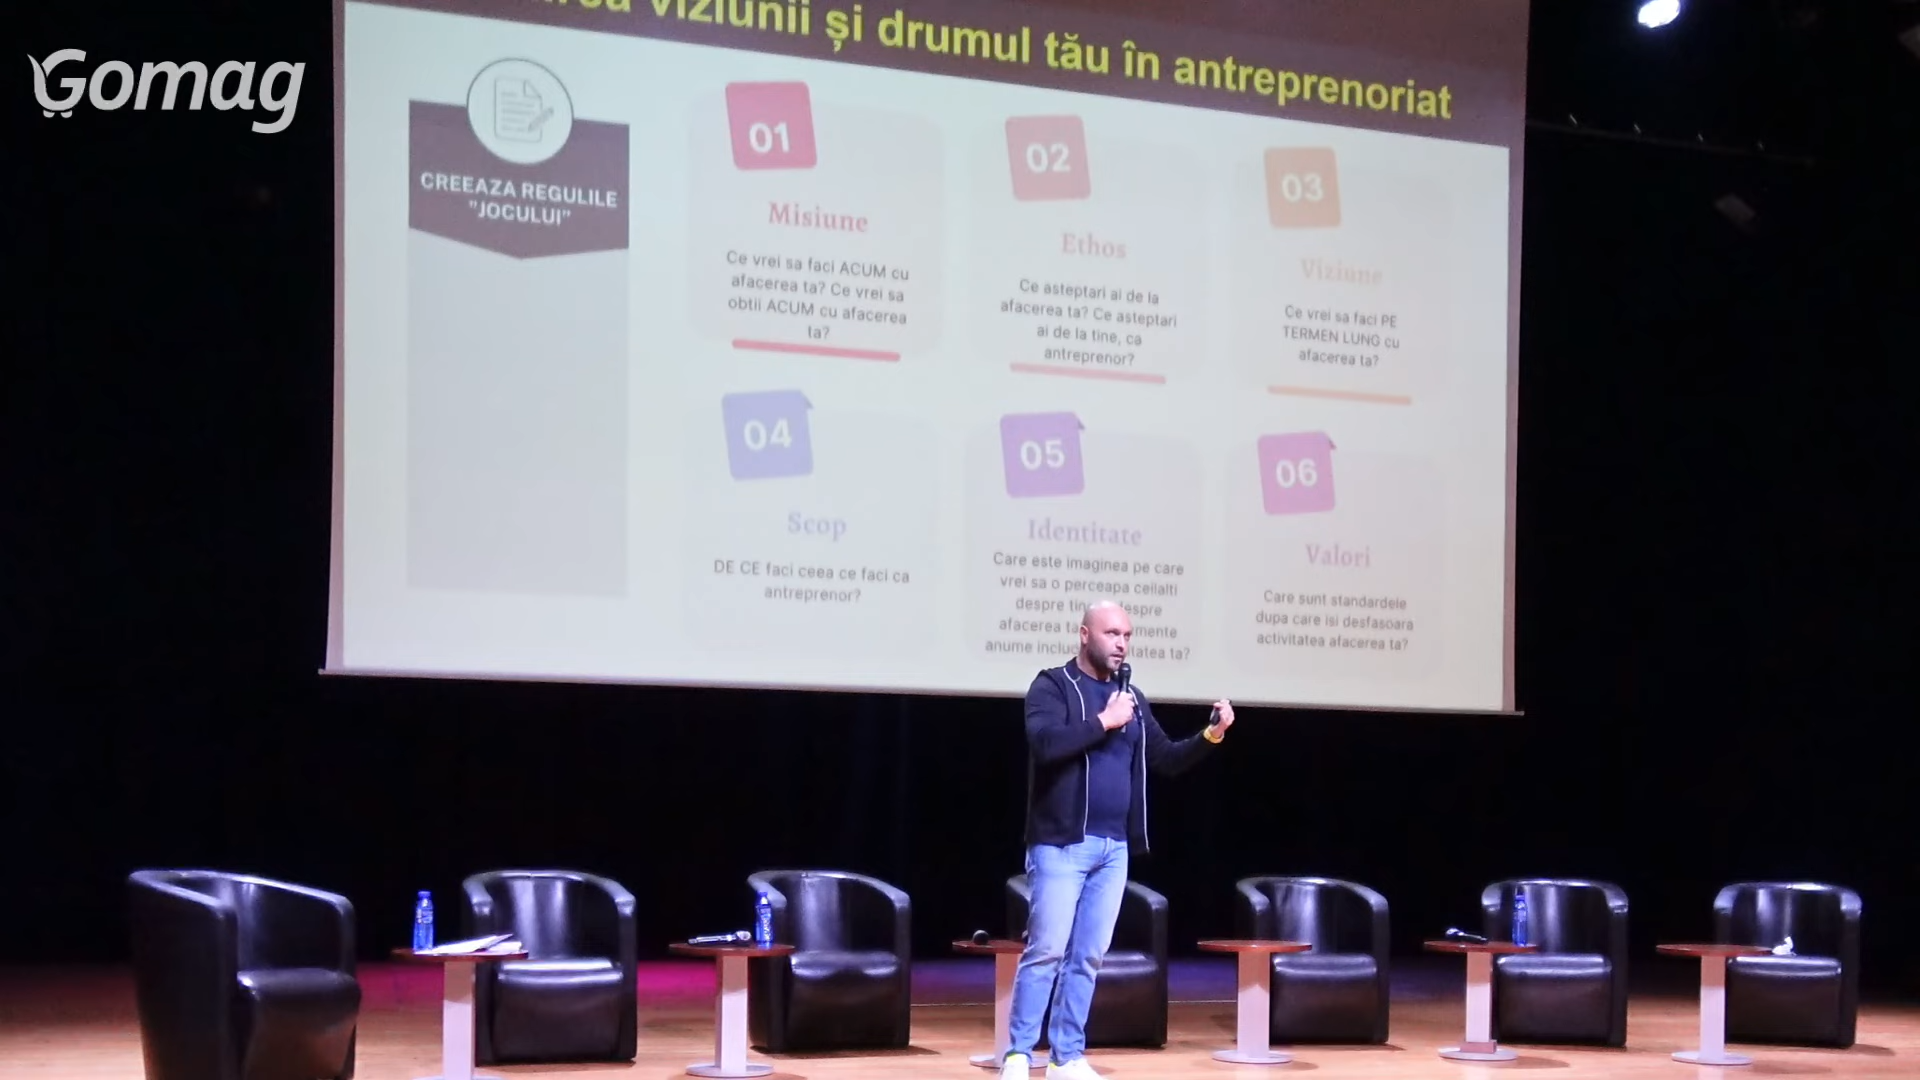 Gomag
viziunii și drumul tău în antreprenoriat
CREEAZA REGULILE
"JOCULUI"
01
Misiune
Ce vrei sa faci ACUM cu
afacerea ta? Ce vrei sa
obtii ACUM cu afacerea
ta?
02
Ethos
Ce asteptari ai de la
afacerea ta? Ce asteptari
ai de la tine, ca
antreprenor?
03
Viziune
Ce vrei sa faci PE
TERMEN LUNG cu
afacerea ta?
04
Scop
DE CE faci ceea ce faci ca
antreprenor?
05
Identitate
Care este imaginea pe care
vrei sa o perceapa ceilalti
despre
afacerea
anume
06
Valori
Care sunt standardele
dupa care isi desfasoara
activitatea afacerea ta?